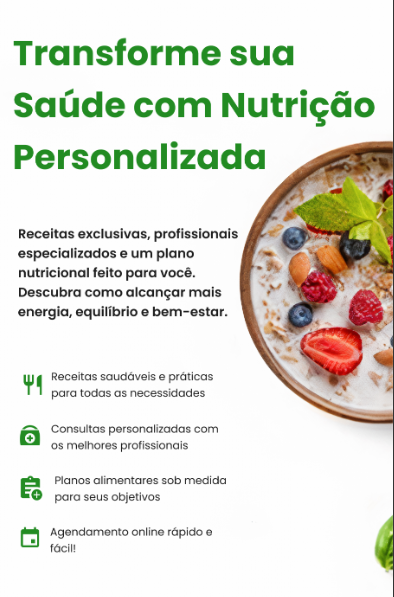 Transforme sua
Saúde com Nutrição
Personalizada
Receitas exclusivas, profissionais
especializados e um plano
nutricional feito para você.
Descubra como alcançar mais
energia, equilíbrio e bem-estar.
Receitas saudáveis e práticas
para todas as necessidades
Consultas personalizadas com
os melhores profissionais
Planos alimentares sob medida
para seus objetivos
Agendamento online rápido e
fácil!